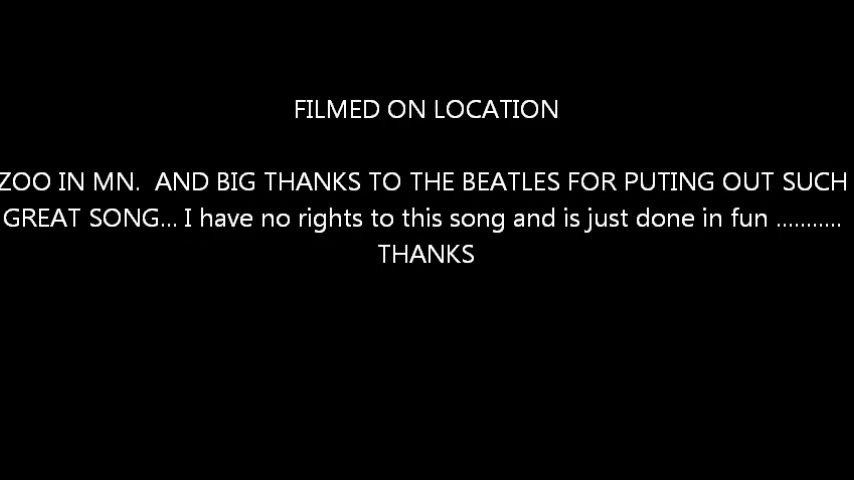 FILMED ON LOCATION
ZOO IN MN.  AND BIG THANKS TO THE BEATLES FOR PUTING OUT SUCH
GREAT SONG... I have no rights to this song and is just done in fun ...........
THANKS